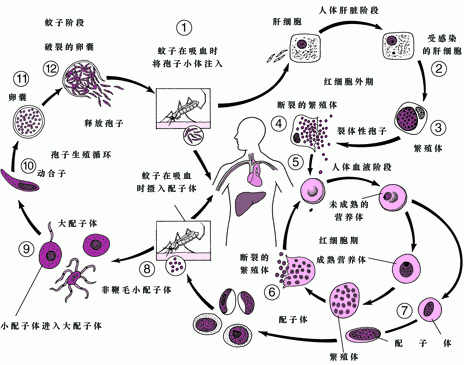 ①
蚊子在吸血时
将孢子小体注入
肝细胞
人体肝脏阶段
受感染
的肝细胞
②
红细胞外期
③
繁殖体
断裂的繁殖体
④
裂体性孢子
⑤
人体血液阶段
未成熟的
营养体
红细胞期
成熟营养体
断裂的
繁殖体
⑥
⑦
配子体
繁殖体
配子体
蚊子在吸血
时摄入配子体
⑧
非鞭毛小配子体
大配子体
⑨
小配子体进入大配子体
⑩
动合子
孢子生殖循环
⑪
卵囊
⑫
蚊子阶段
破裂的卵囊
释放孢子